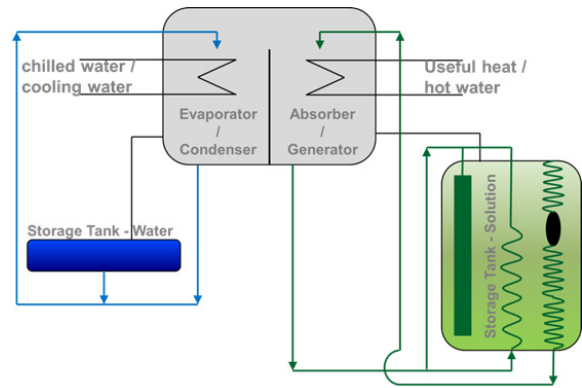 chilled water /
cooling water
Useful heat /
hot water
Evaporator
/
Condenser
Absorber
/
Generator
Storage Tank - Water
Storage Tank - Solution